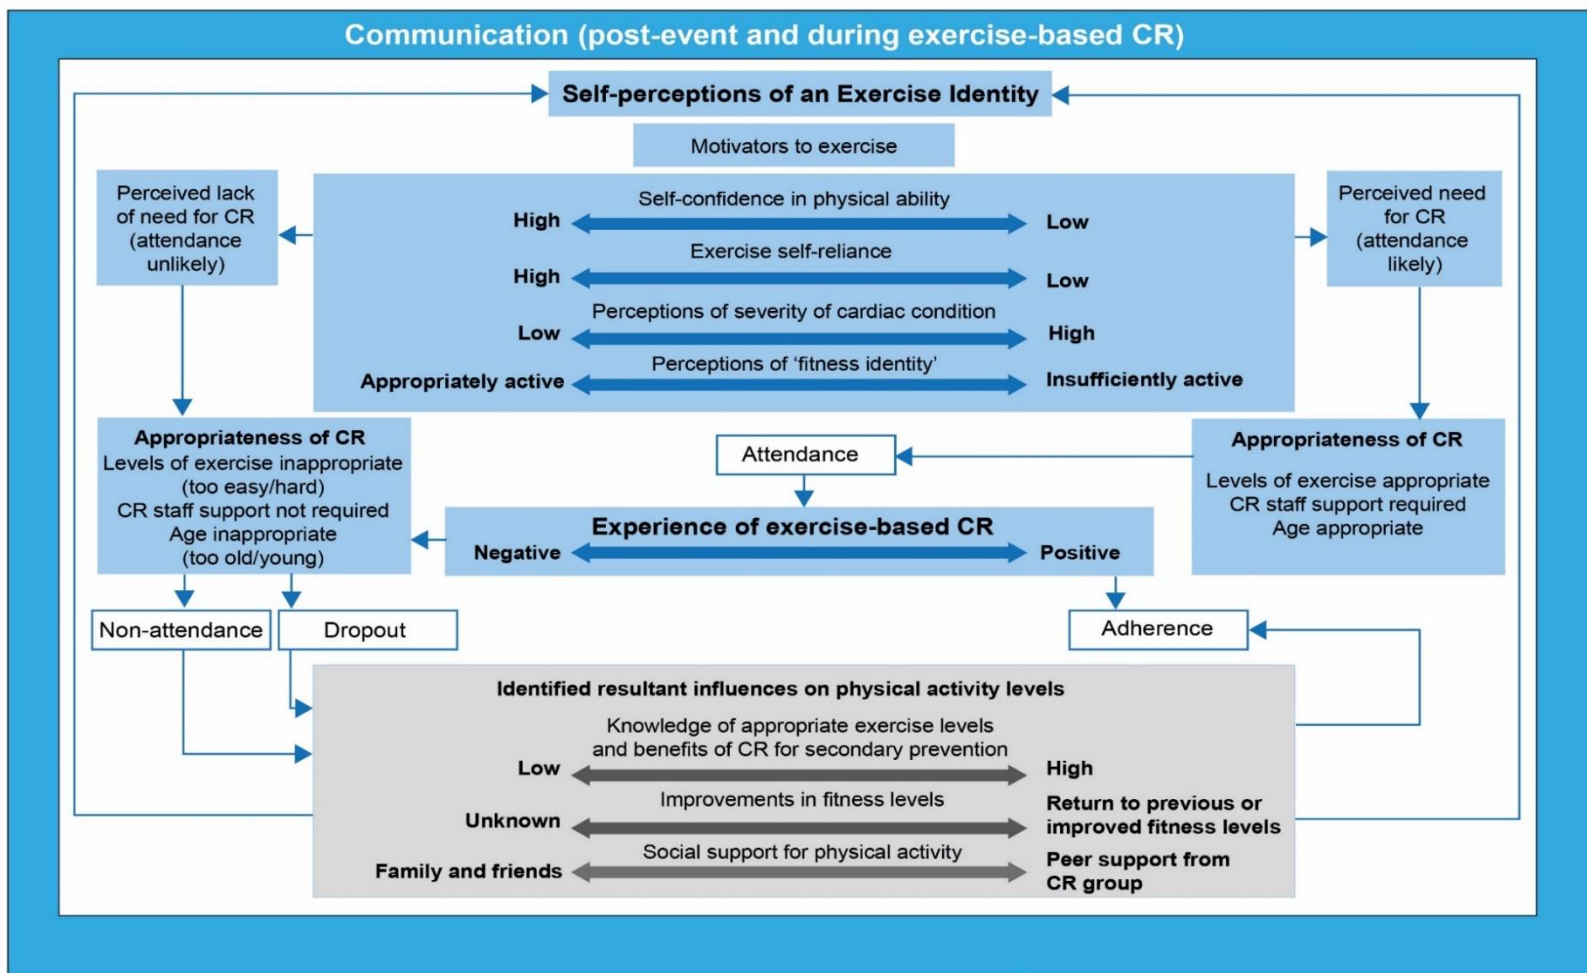 Communication (post-event and during exercise-based CR)
Self-perceptions of an Exercise Identity
Motivators to exercise
Perceived lack
of need for CR
(attendance
unlikely)
Self-confidence in physical ability
High
Low
Exercise self-reliance
High
Low
Perceptions of severity of cardiac condition
Low
High
Perceptions of ‘fitness identity’
Appropriately active
Insufficiently active
Perceived need
for CR
(attendance
likely)
Appropriateness of CR
Levels of exercise inappropriate
(too easy/hard)
CR staff support not required
Age inappropriate
(too old/young)
Attendance
Experience of exercise-based CR
Negative
Positive
Appropriateness of CR
Levels of exercise appropriate
CR staff support required
Age appropriate
Non-attendance
Dropout
Adherence
Identified resultant influences on physical activity levels
Knowledge of appropriate exercise levels
and benefits of CR for secondary prevention
Low
High
Improvements in fitness levels
Unknown
Return to previous or
improved fitness levels
Social support for physical activity
Family and friends
Peer support from
CR group